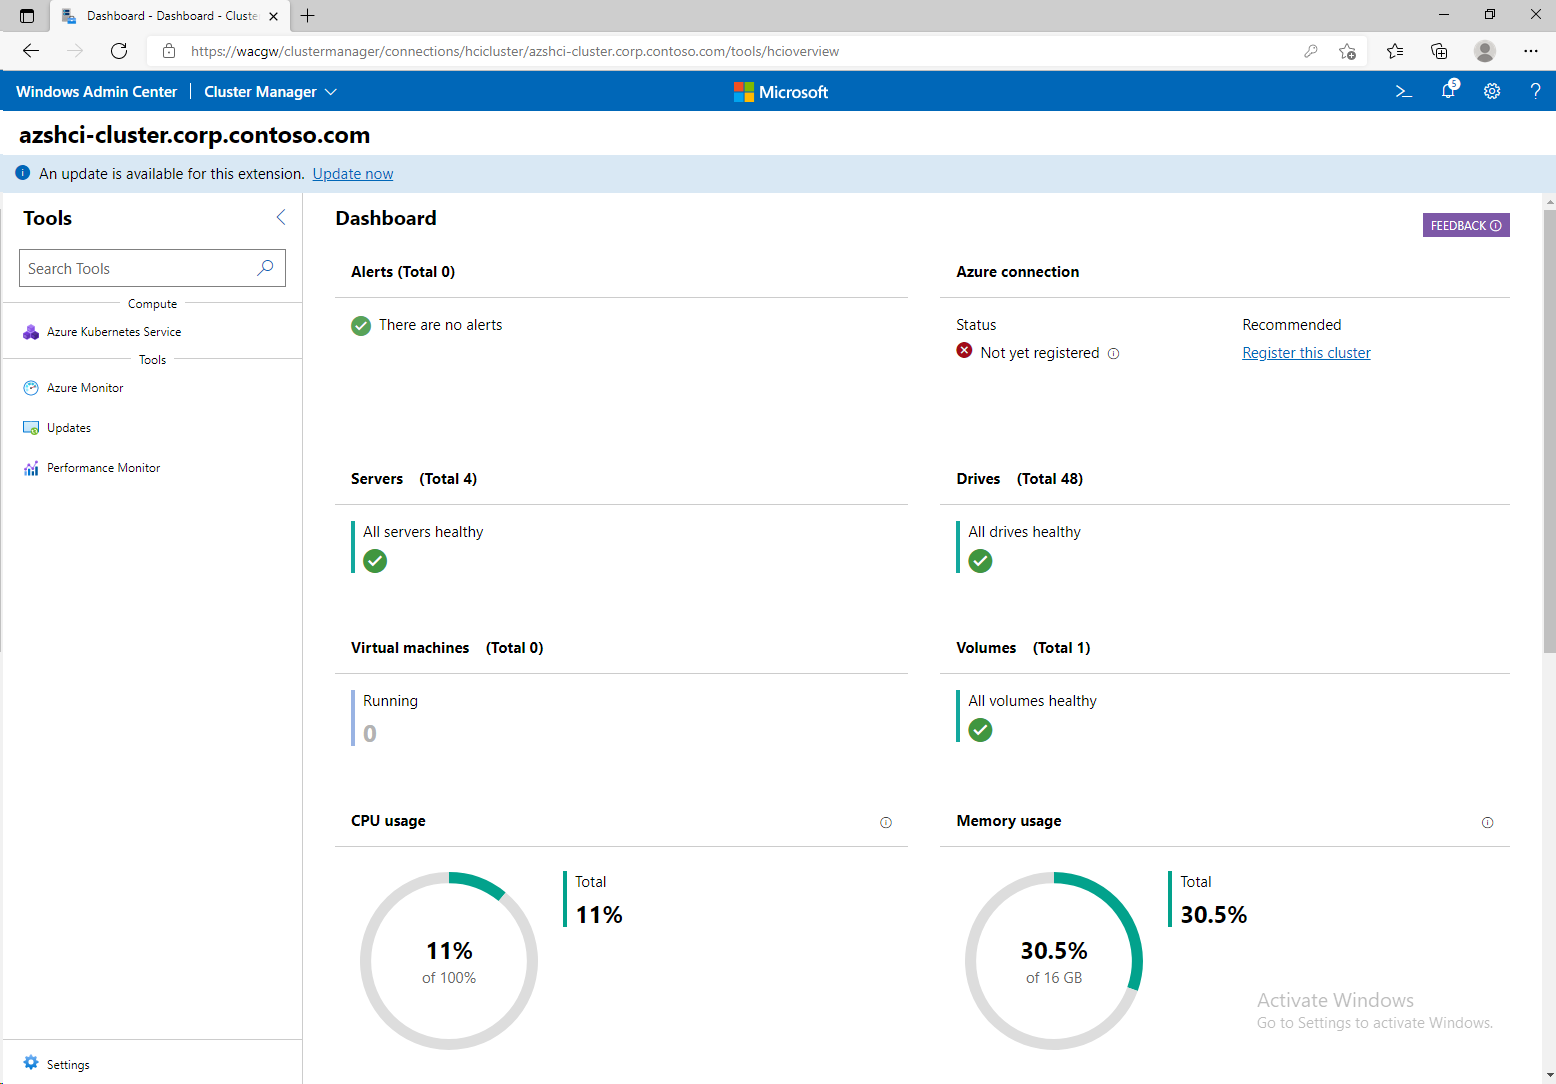 Dashboard - Dashboard - Cluste
https://wacgw/clustermanager/connections/hcicluster/azshci-cluster.corp.contoso.com/tools/hcioverview
Windows Admin Center
Cluster Manager
Microsoft
5
azshci-cluster.corp.contoso.com
An update is available for this extension. Update now
Tools
Search Tools
Compute
Azure Kubernetes Service
Tools
Azure Monitor
Updates
Performance Monitor
Settings
Dashboard
FEEDBACK
Alerts (Total 0)
There are no alerts
Azure connection
Status
Not yet registered
Recommended
Register this cluster
Servers (Total 4)
All servers healthy
Drives (Total 48)
All drives healthy
Virtual machines (Total 0)
Running
0
Volumes (Total 1)
All volumes healthy
CPU usage
11%
of 100%
Total
11%
Memory usage
30.5%
of 16 GB
Total
30.5%
Activate Windows
Go to Settings to activate Windows.